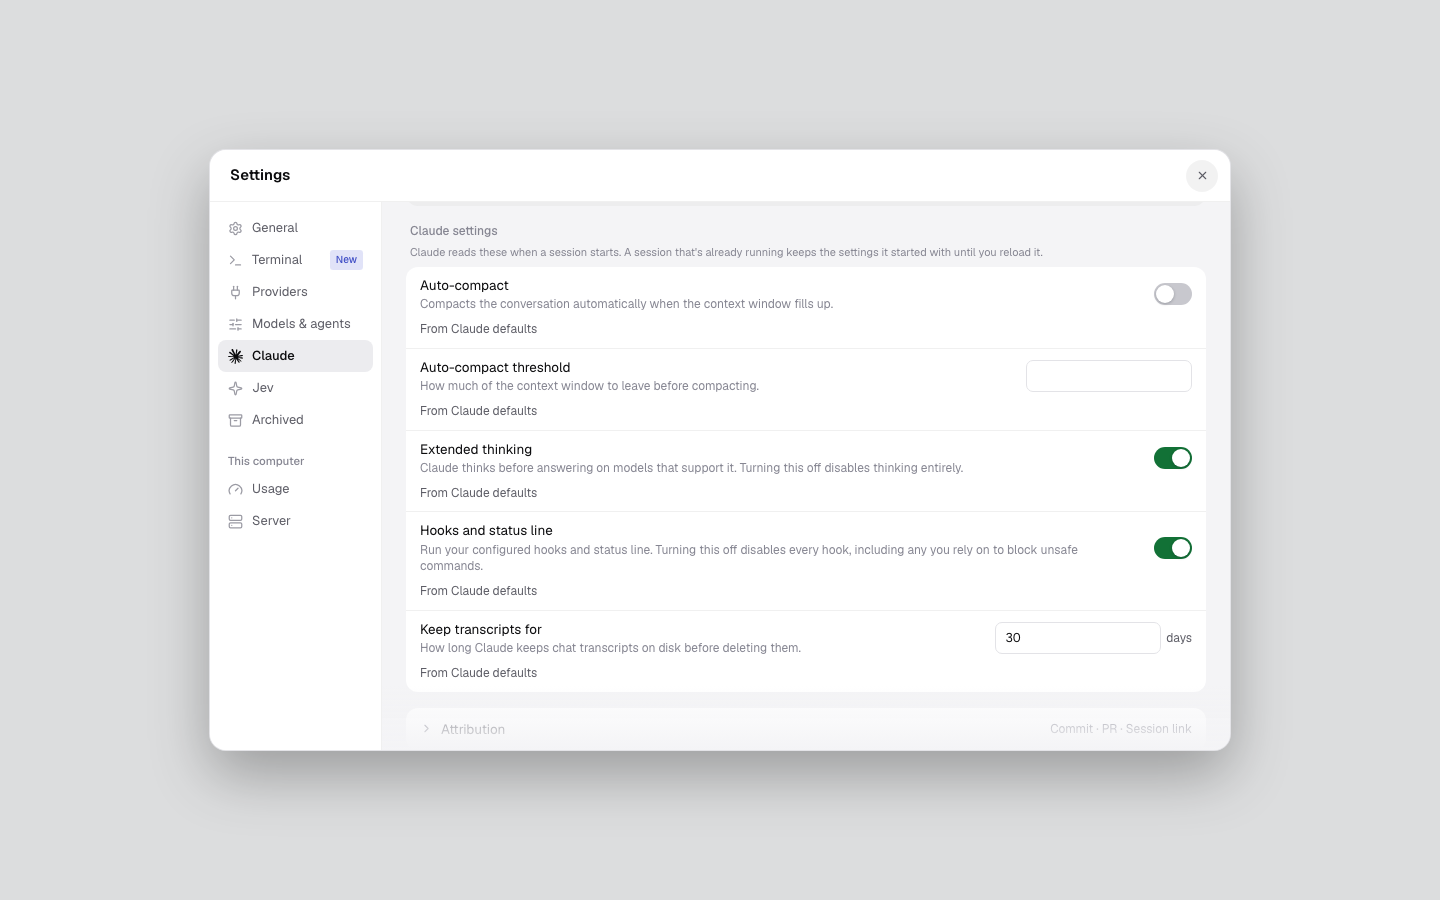 Settings
General
Terminal
New
Providers
Models & agents
Claude
Jev
Archived
This computer
Usage
Server
Claude settings
Claude reads these when a session starts. A session that's already running keeps the settings it started with until you reload it.
Auto-compact
Compacts the conversation automatically when the context window fills up.
From Claude defaults
Auto-compact threshold
How much of the context window to leave before compacting.
From Claude defaults
Extended thinking
Claude thinks before answering on models that support it. Turning this off disables thinking entirely.
From Claude defaults
Hooks and status line
Run your configured hooks and status line. Turning this off disables every hook, including any you rely on to block unsafe
commands.
From Claude defaults
Keep transcripts for
30 days
How long Claude keeps chat transcripts on disk before deleting them.
From Claude defaults
Attribution
Commit · PR · Session link